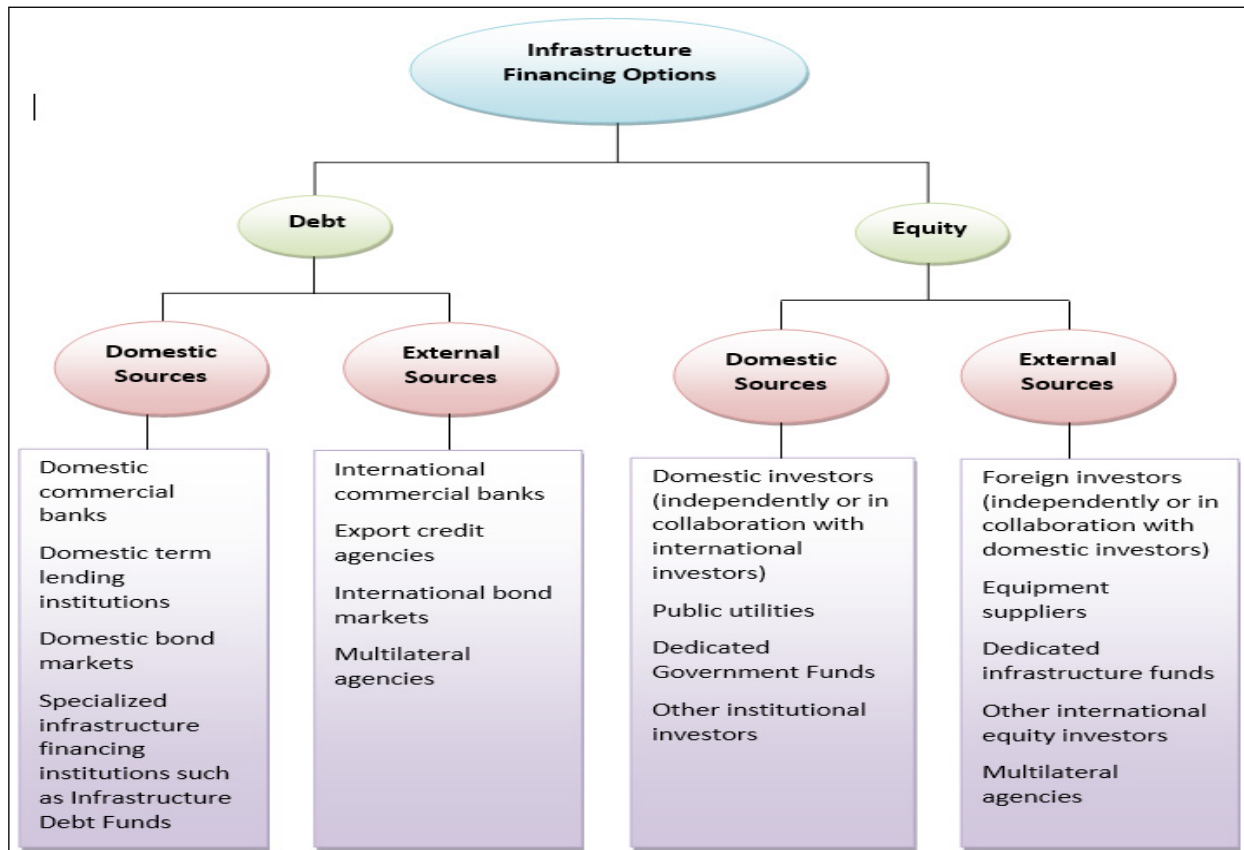 Infrastructure
Financing Options
Debt
Equity
Domestic
Sources
External
Sources
Domestic
Sources
External
Sources
Domestic
commercial
banks
Domestic term
lending
institutions
Domestic bond
markets
Specialized
infrastructure
financing
institutions such
as Infrastructure
Debt Funds
International
commercial banks
Export credit
agencies
International bond
markets
Multilateral
agencies
Domestic investors
(independently or in
collaboration with
international
investors)
Public utilities
Dedicated
Government Funds
Other institutional
investors
Foreign investors
(independently or in
collaboration with
domestic investors)
Equipment
suppliers
Dedicated
infrastructure funds
Other international
equity investors
Multilateral
agencies